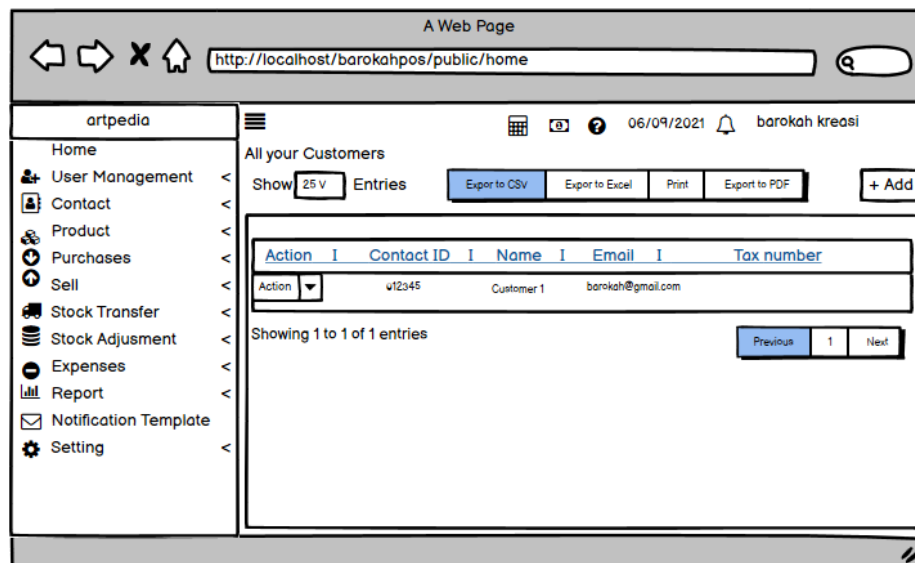 A Web Page
http://localhost/barokahpos/public/home
artpedia
06/09/2021 barokah kreasi
Home
User Management <
Contact <
Product <
Purchases <
Sell <
Stock Transfer <
Stock Adjusment <
Expenses <
Report <
Notification Template
Setting <
All your Customers
Show 25 V Entries
Expor to CSV Export to Excel Print Export to PDF
+ Add
Action I Contact ID I Name I Email I Tax number
Action 012345 Customer 1 barokah@gmail.com
Showing 1 to 1 of 1 entries
Previous 1 Next